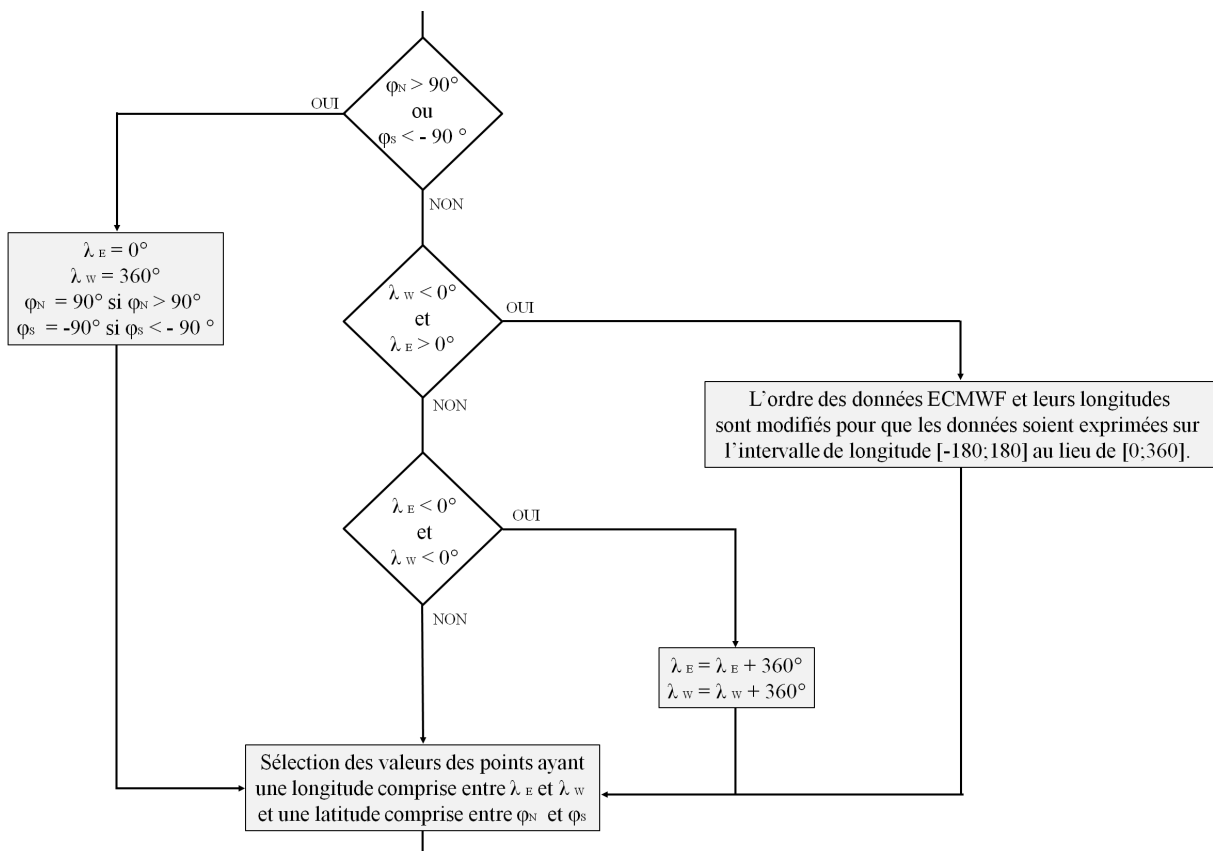 φN > 90°
ou
φS < - 90 °
OUI
NON
λ E = 0°
λ W = 360°
φN = 90° si φN > 90°
φS = -90° si φS < - 90 °
λ W < 0°
et
λ E > 0°
OUI
NON
L'ordre des données ECMWF et leurs longitudes
sont modifiés pour que les données soient exprimées sur
l'intervalle de longitude [-180;180] au lieu de [0;360].
λ E < 0°
et
λ W < 0°
OUI
NON
λ E = λ E + 360°
λ W = λ W + 360°
Sélection des valeurs des points ayant
une longitude comprise entre λ E et λ W
et une latitude comprise entre φN et φS